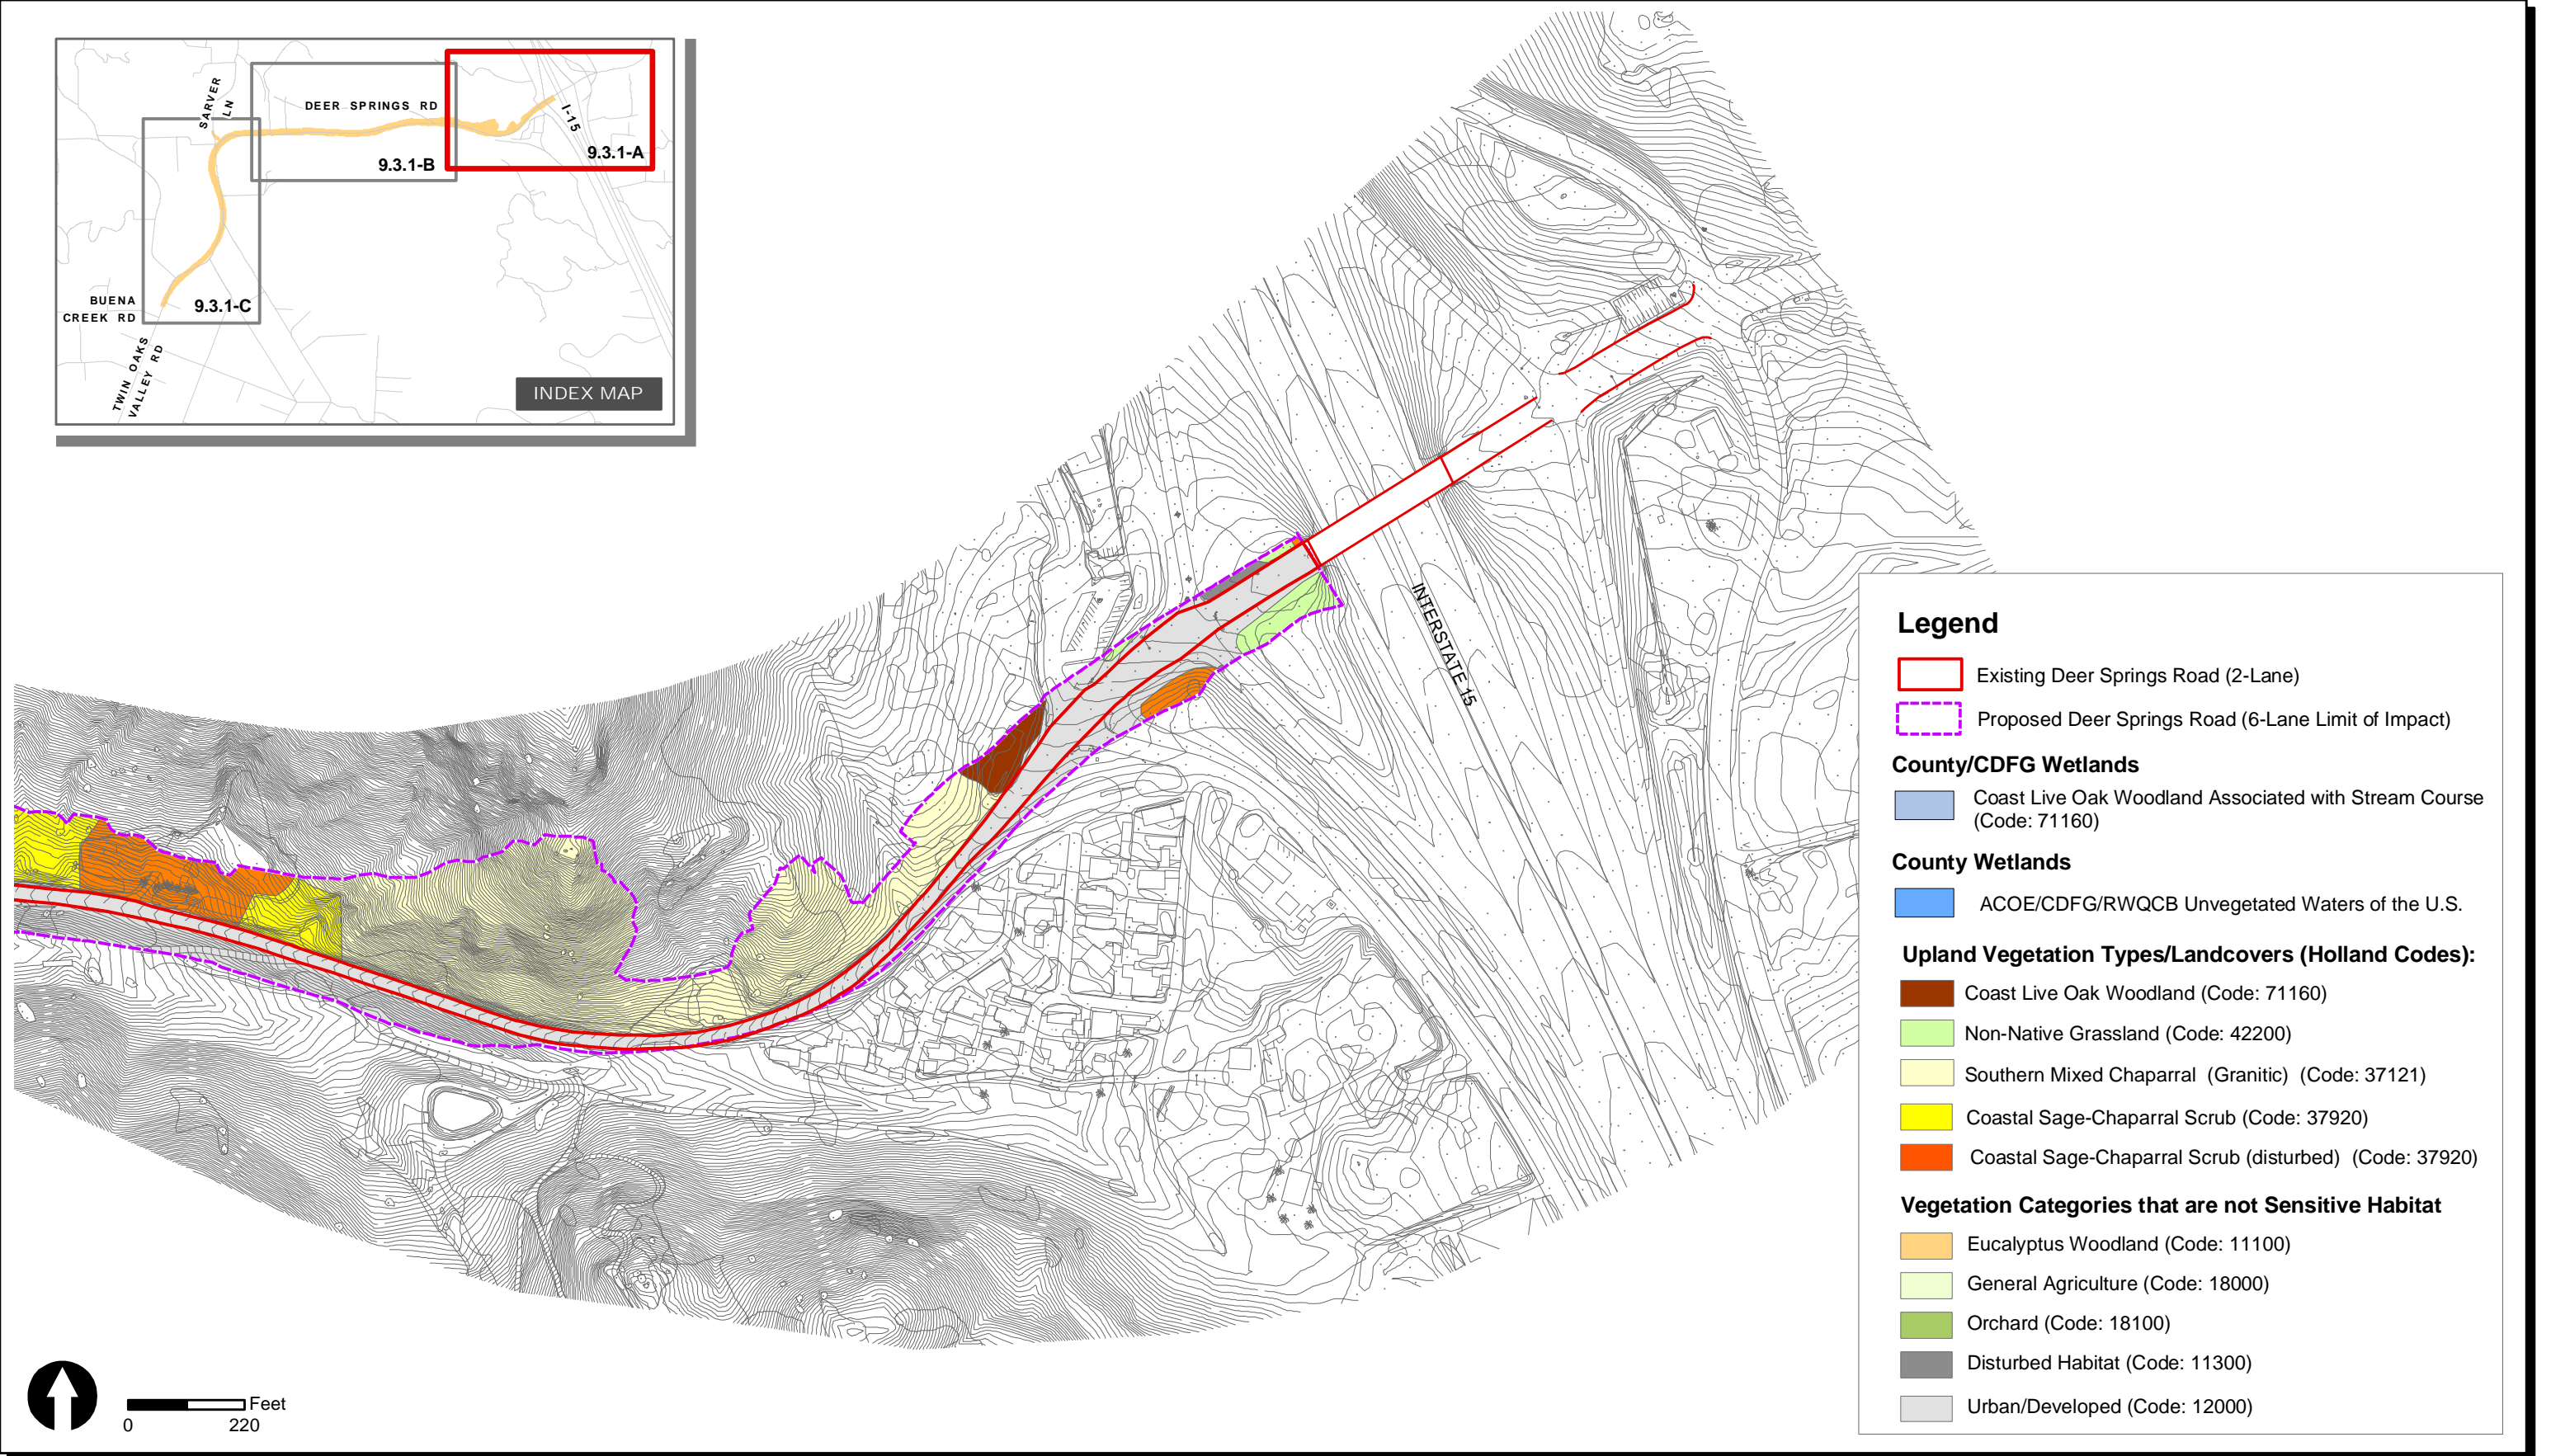 SARVER
LN
DEER SPRINGS RD
I-15
9.3.1-A
9.3.1-B
BUENA
CREEK RD
9.3.1-C
TWIN OAKS
VALLEY RD
INDEX MAP
INTERSTATE 15
Legend
Existing Deer Springs Road (2-Lane)
Proposed Deer Springs Road (6-Lane Limit of Impact)
County/CDFG Wetlands
Coast Live Oak Woodland Associated with Stream Course
(Code: 71160)
County Wetlands
ACOE/CDFG/RWQCB Unvegetated Waters of the U.S.
Upland Vegetation Types/Landcovers (Holland Codes):
Coast Live Oak Woodland (Code: 71160)
Non-Native Grassland (Code: 42200)
Southern Mixed Chaparral (Granitic) (Code: 37121)
Coastal Sage-Chaparral Scrub (Code: 37920)
Coastal Sage-Chaparral Scrub (disturbed) (Code: 37920)
Vegetation Categories that are not Sensitive Habitat
Eucalyptus Woodland (Code: 11100)
General Agriculture (Code: 18000)
Orchard (Code: 18100)
Disturbed Habitat (Code: 11300)
Urban/Developed (Code: 12000)
Feet
0 220